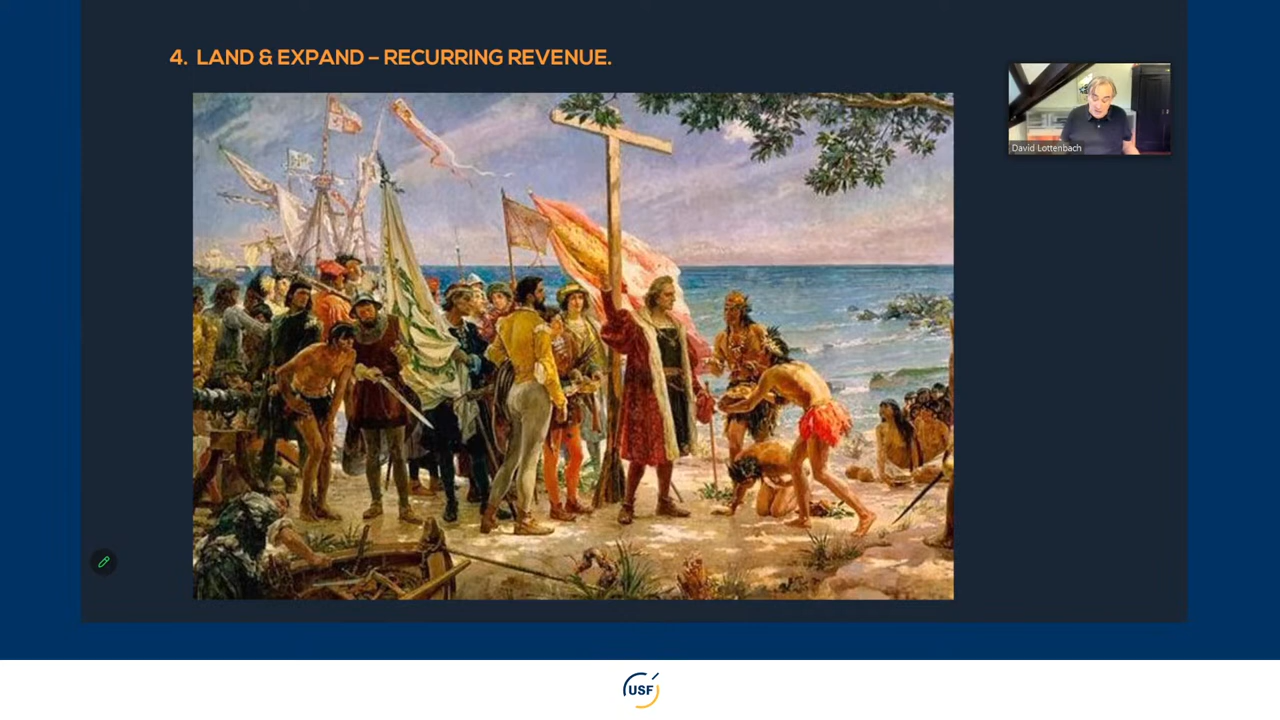 4. LAND & EXPAND – RECURRING REVENUE.
David Lottenbach
USF